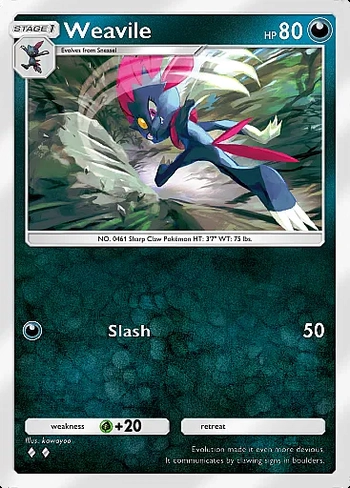 STAGE 1
Weavile
HP 80
Evolves from Sneasel
NO. 0461 Sharp Claw Pokémon HT: 3'7" WT: 75 lbs.
Slash 50
weakness +20 retreat
Illus. kawayoo
Evolution made it even more devious.
It communicates by clawing signs in boulders.